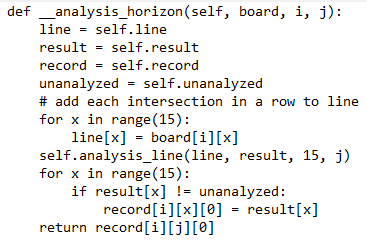 def __analysis_horizon(self, board, i, j):
    line = self.line
    result = self.result
    record = self.record
    unanalyzed = self.unanalyzed
    # add each intersection in a row to line
    for x in range(15):
        line[x] = board[i][x]
    self.analysis_line(line, result, 15, j)
    for x in range(15):
        if result[x] != unanalyzed:
            record[i][x][0] = result[x]
    return record[i][j][0]